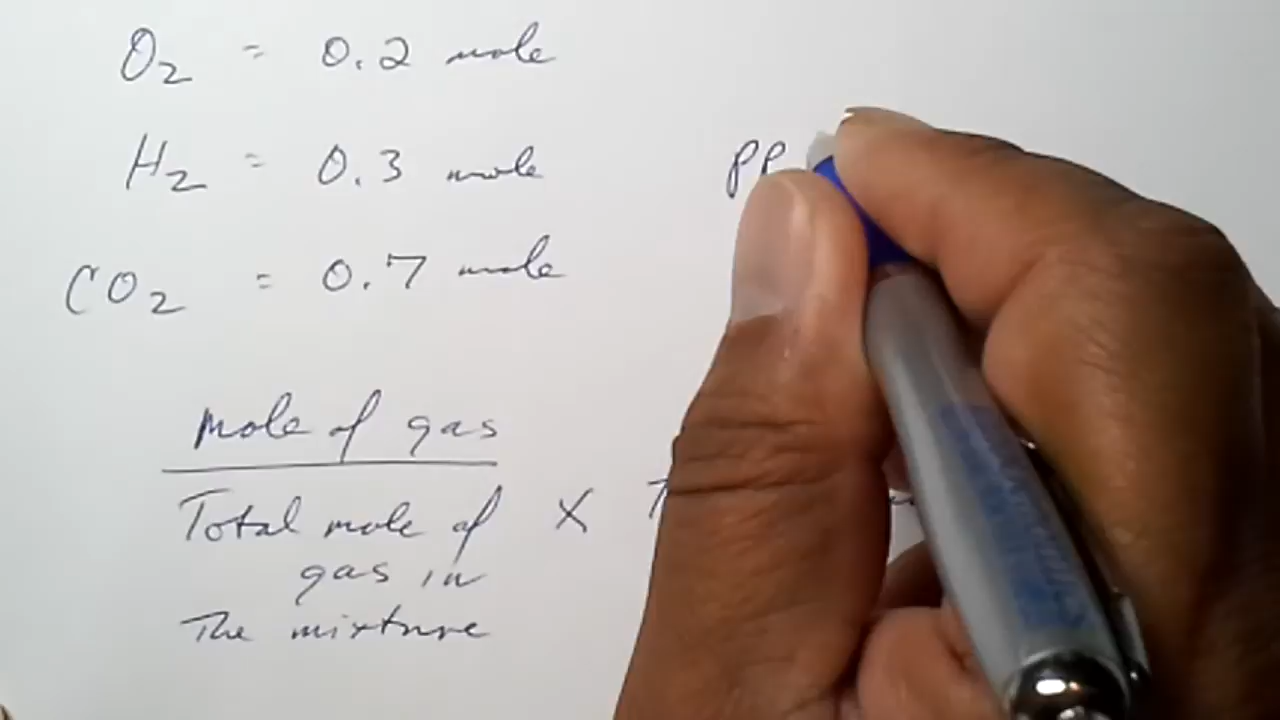 O2 = 0.2 mole
H2 = 0.3 mole
PP
CO2 = 0.7 mole
Mole of gas
Total mole of X
gas in
The mixture